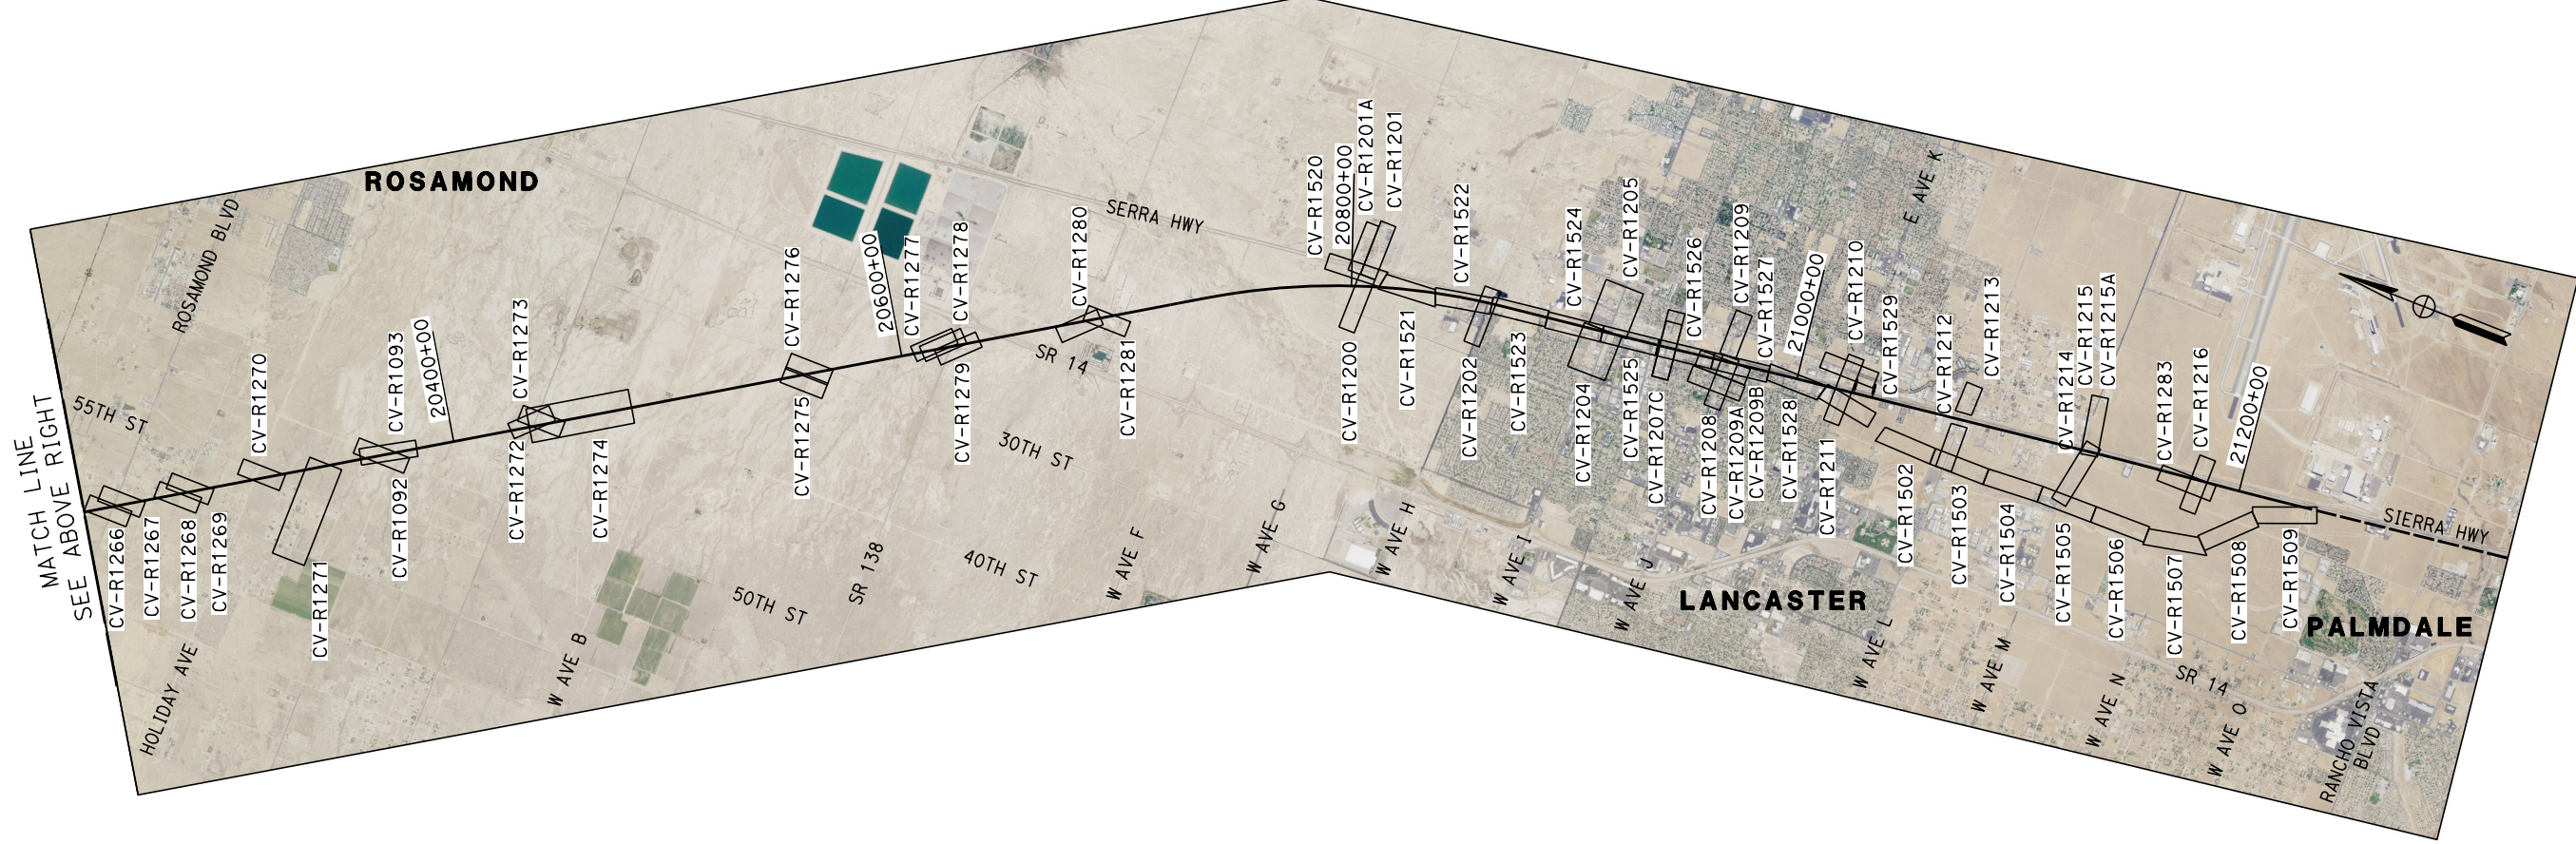 MATCH LINE
SEE ABOVE RIGHT
55TH ST
ROSAMOND BLVD
ROSAMOND
HOLIDAY AVE
CV-R1266
CV-R1267
CV-R1268
CV-R1269
CV-R1270
CV-R1271
CV-R1093
CV-R1092
20400+00
CV-R1273
CV-R1272
CV-R1274
W AVE B
CV-R1276
CV-R1275
50TH ST
SR 138
20600+00
CV-R1277
CV-R1278
CV-R1279
SR 14
30TH ST
40TH ST
CV-R1280
CV-R1281
SERRA HWY
W AVE F
W AVE G
CV-R1520
20800+00
CV-R1201A
CV-R1201
CV-R1200
CV-R1521
W AVE H
CV-R1522
CV-R1202
CV-R1523
W AVE I
CV-R1524
CV-R1204
CV-R1205
CV-R1525
CV-R1207C
W AVE J
CV-R1526
CV-R1208
CV-R1209
CV-R1209A
CV-R1209B
CV-R1527
CV-R1528
21000+00
CV-R1211
CV-R1210
CV-R1529
E AVE K
LANCASTER
W AVE L
CV-R1502
CV-R1212
CV-R1503
CV-R1213
CV-R1504
W AVE M
CV-R1214
CV-R1215
CV-R1215A
CV-R1505
CV-R1506
W AVE N
CV-R1283
CV-R1216
CV-R1507
21200+00
CV-R1508
CV-R1509
SR 14
W AVE O
SIERRA HWY
PALMDALE
RANCHO VISTA
BLVD